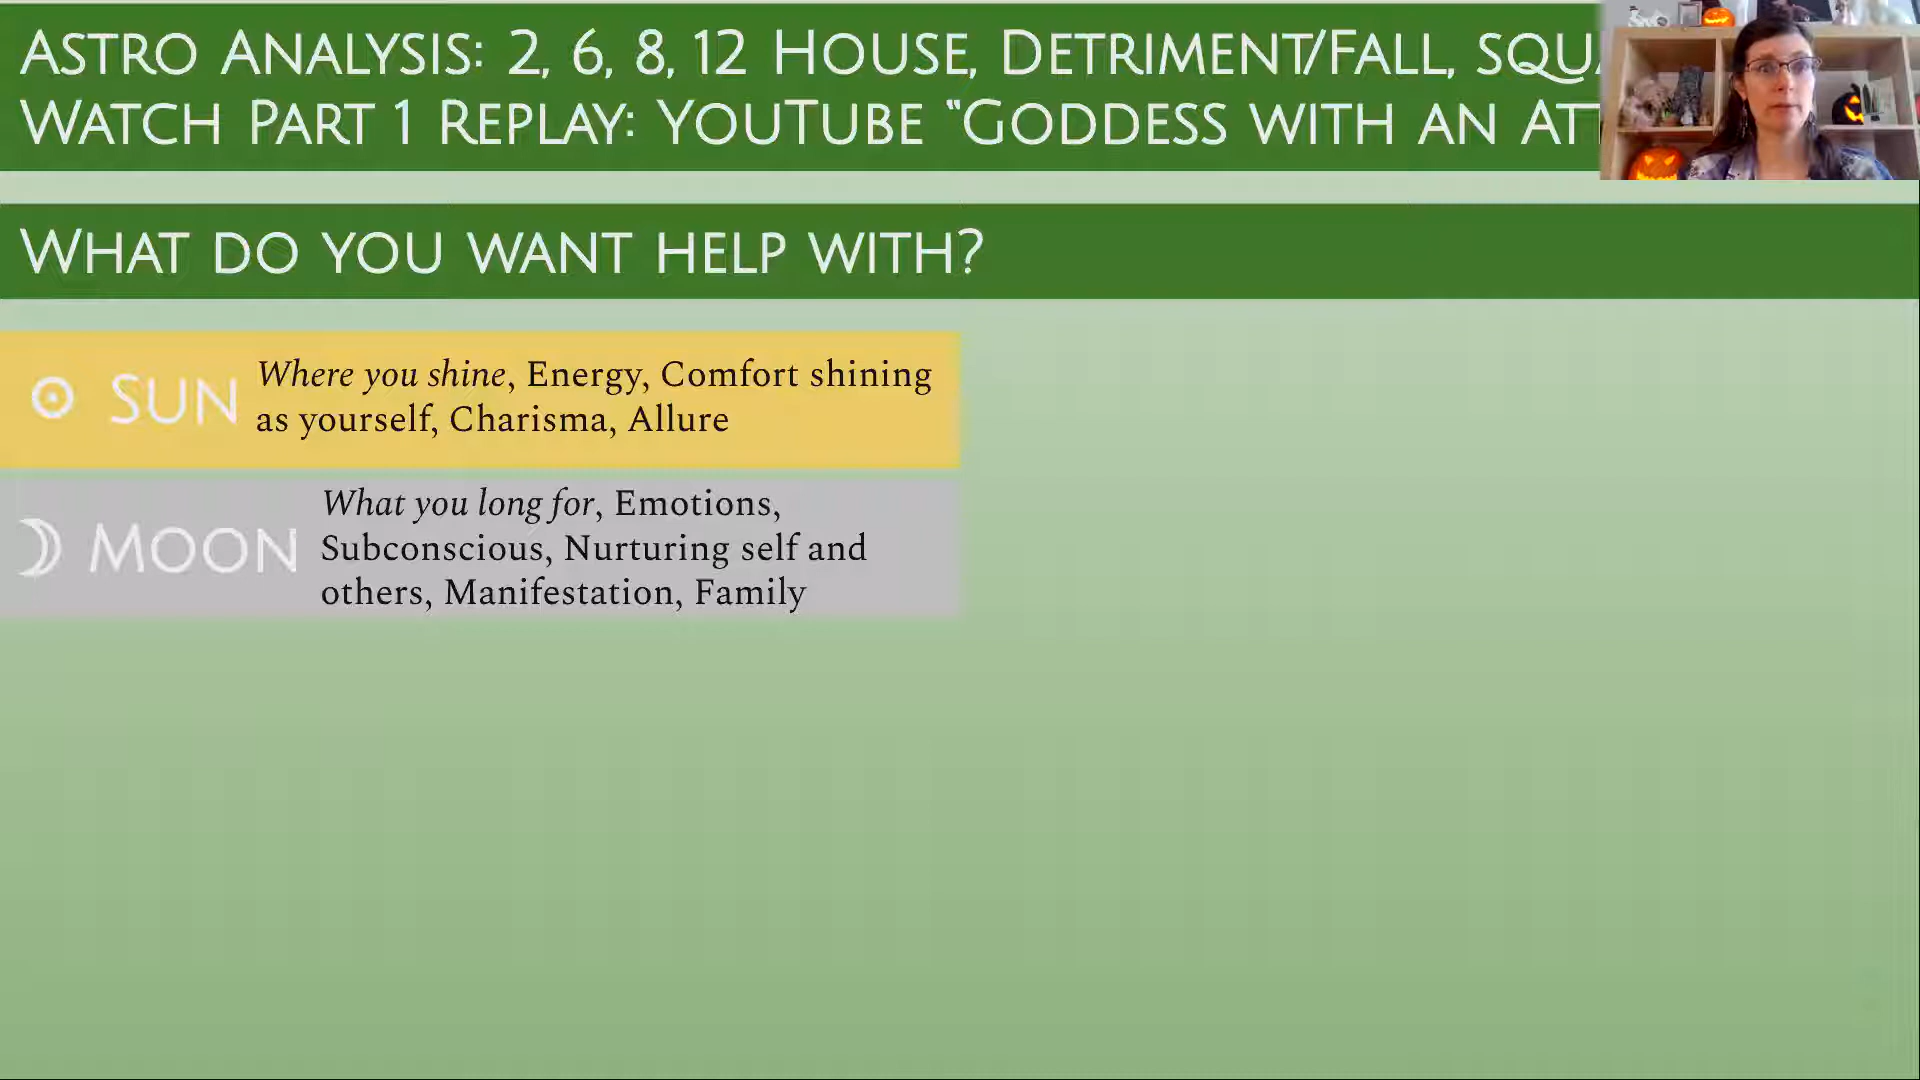 Astro Analysis: 2, 6, 8, 12 House, Detriment/Fall,
Watch Part 1 Replay: YouTube "Goddess with an
What do you want help with?
Sun
Where you shine, Energy, Comfort shining
as yourself, Charisma, Allure
Moon
What you long for, Emotions,
Subconscious, Nurturing self and
others, Manifestation, Family